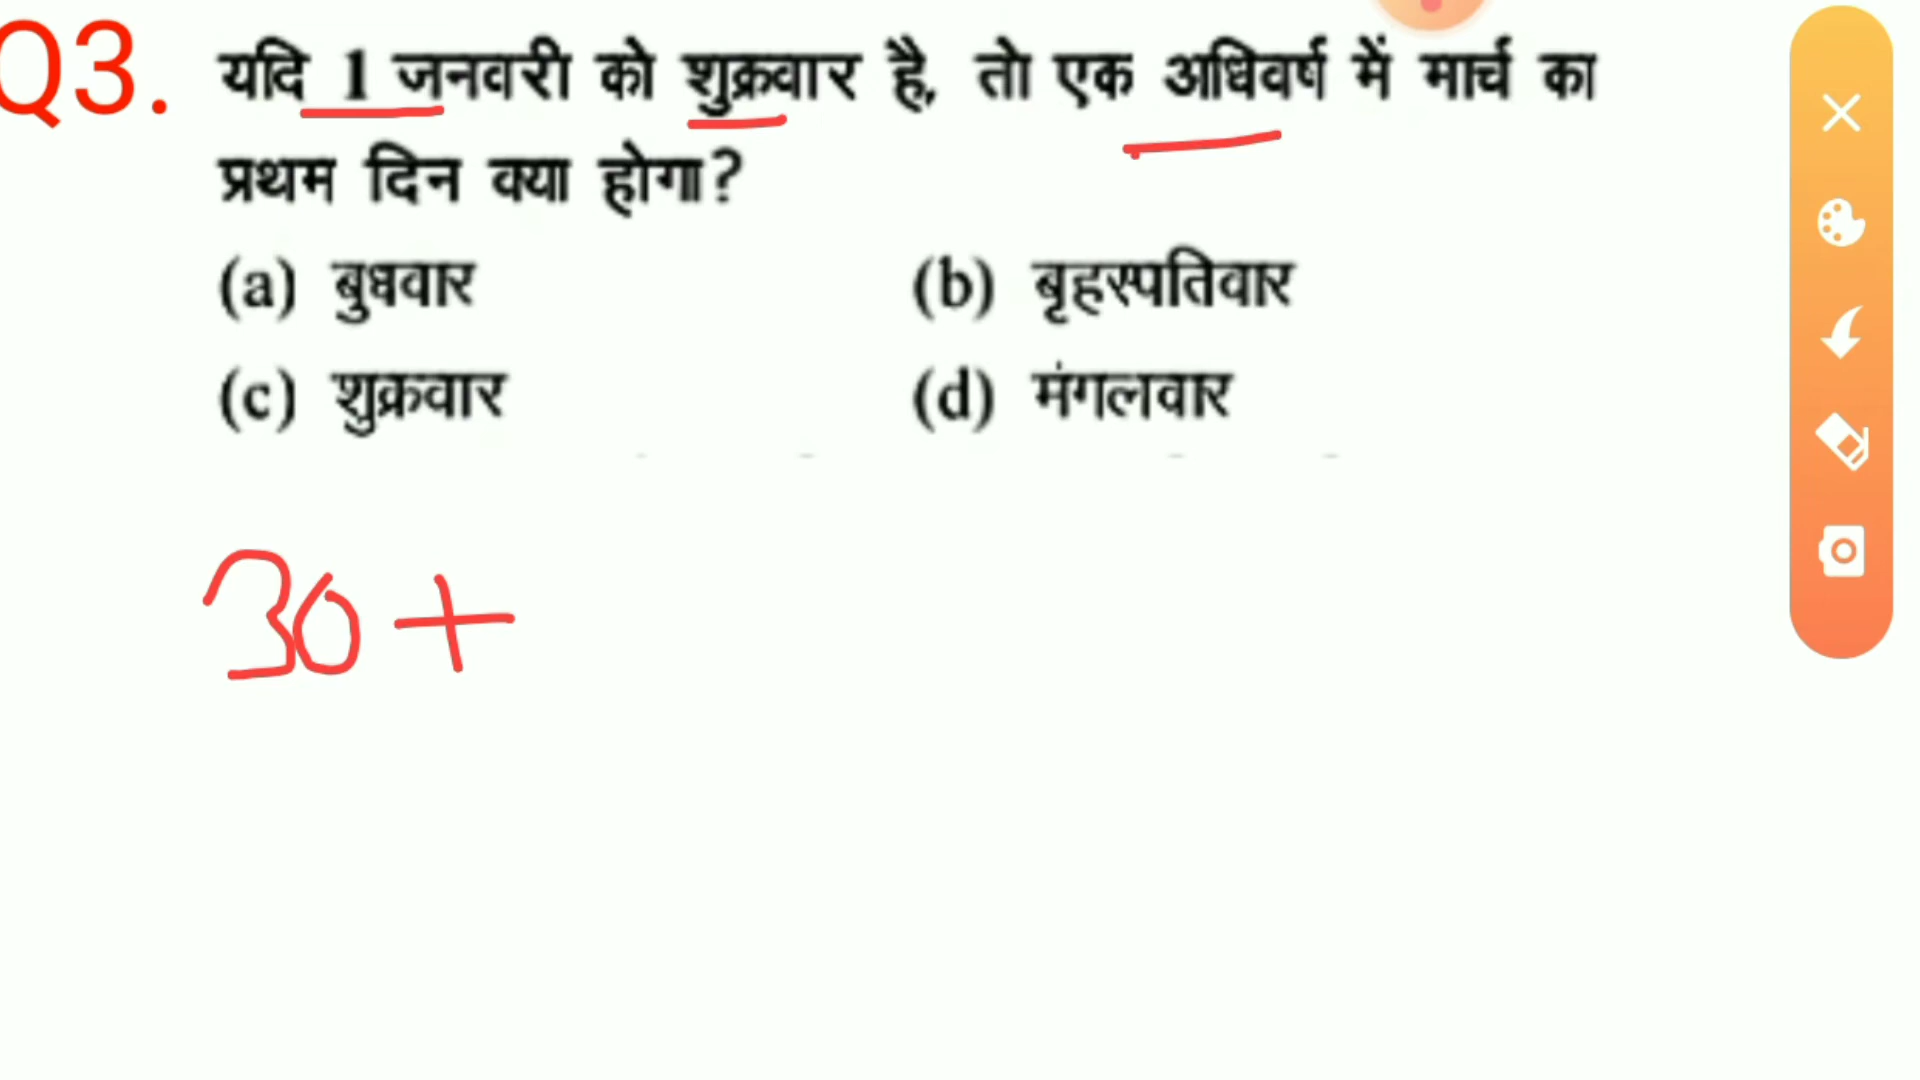 Q3. यदि 1 जनवरी को शुक्रवार है, तो एक अधिवर्ष में मार्च का
प्रथम दिन क्या होगा?
(a) बुधवार (b) बृहस्पतिवार
(c) शुक्रवार (d) मंगलवार
30+